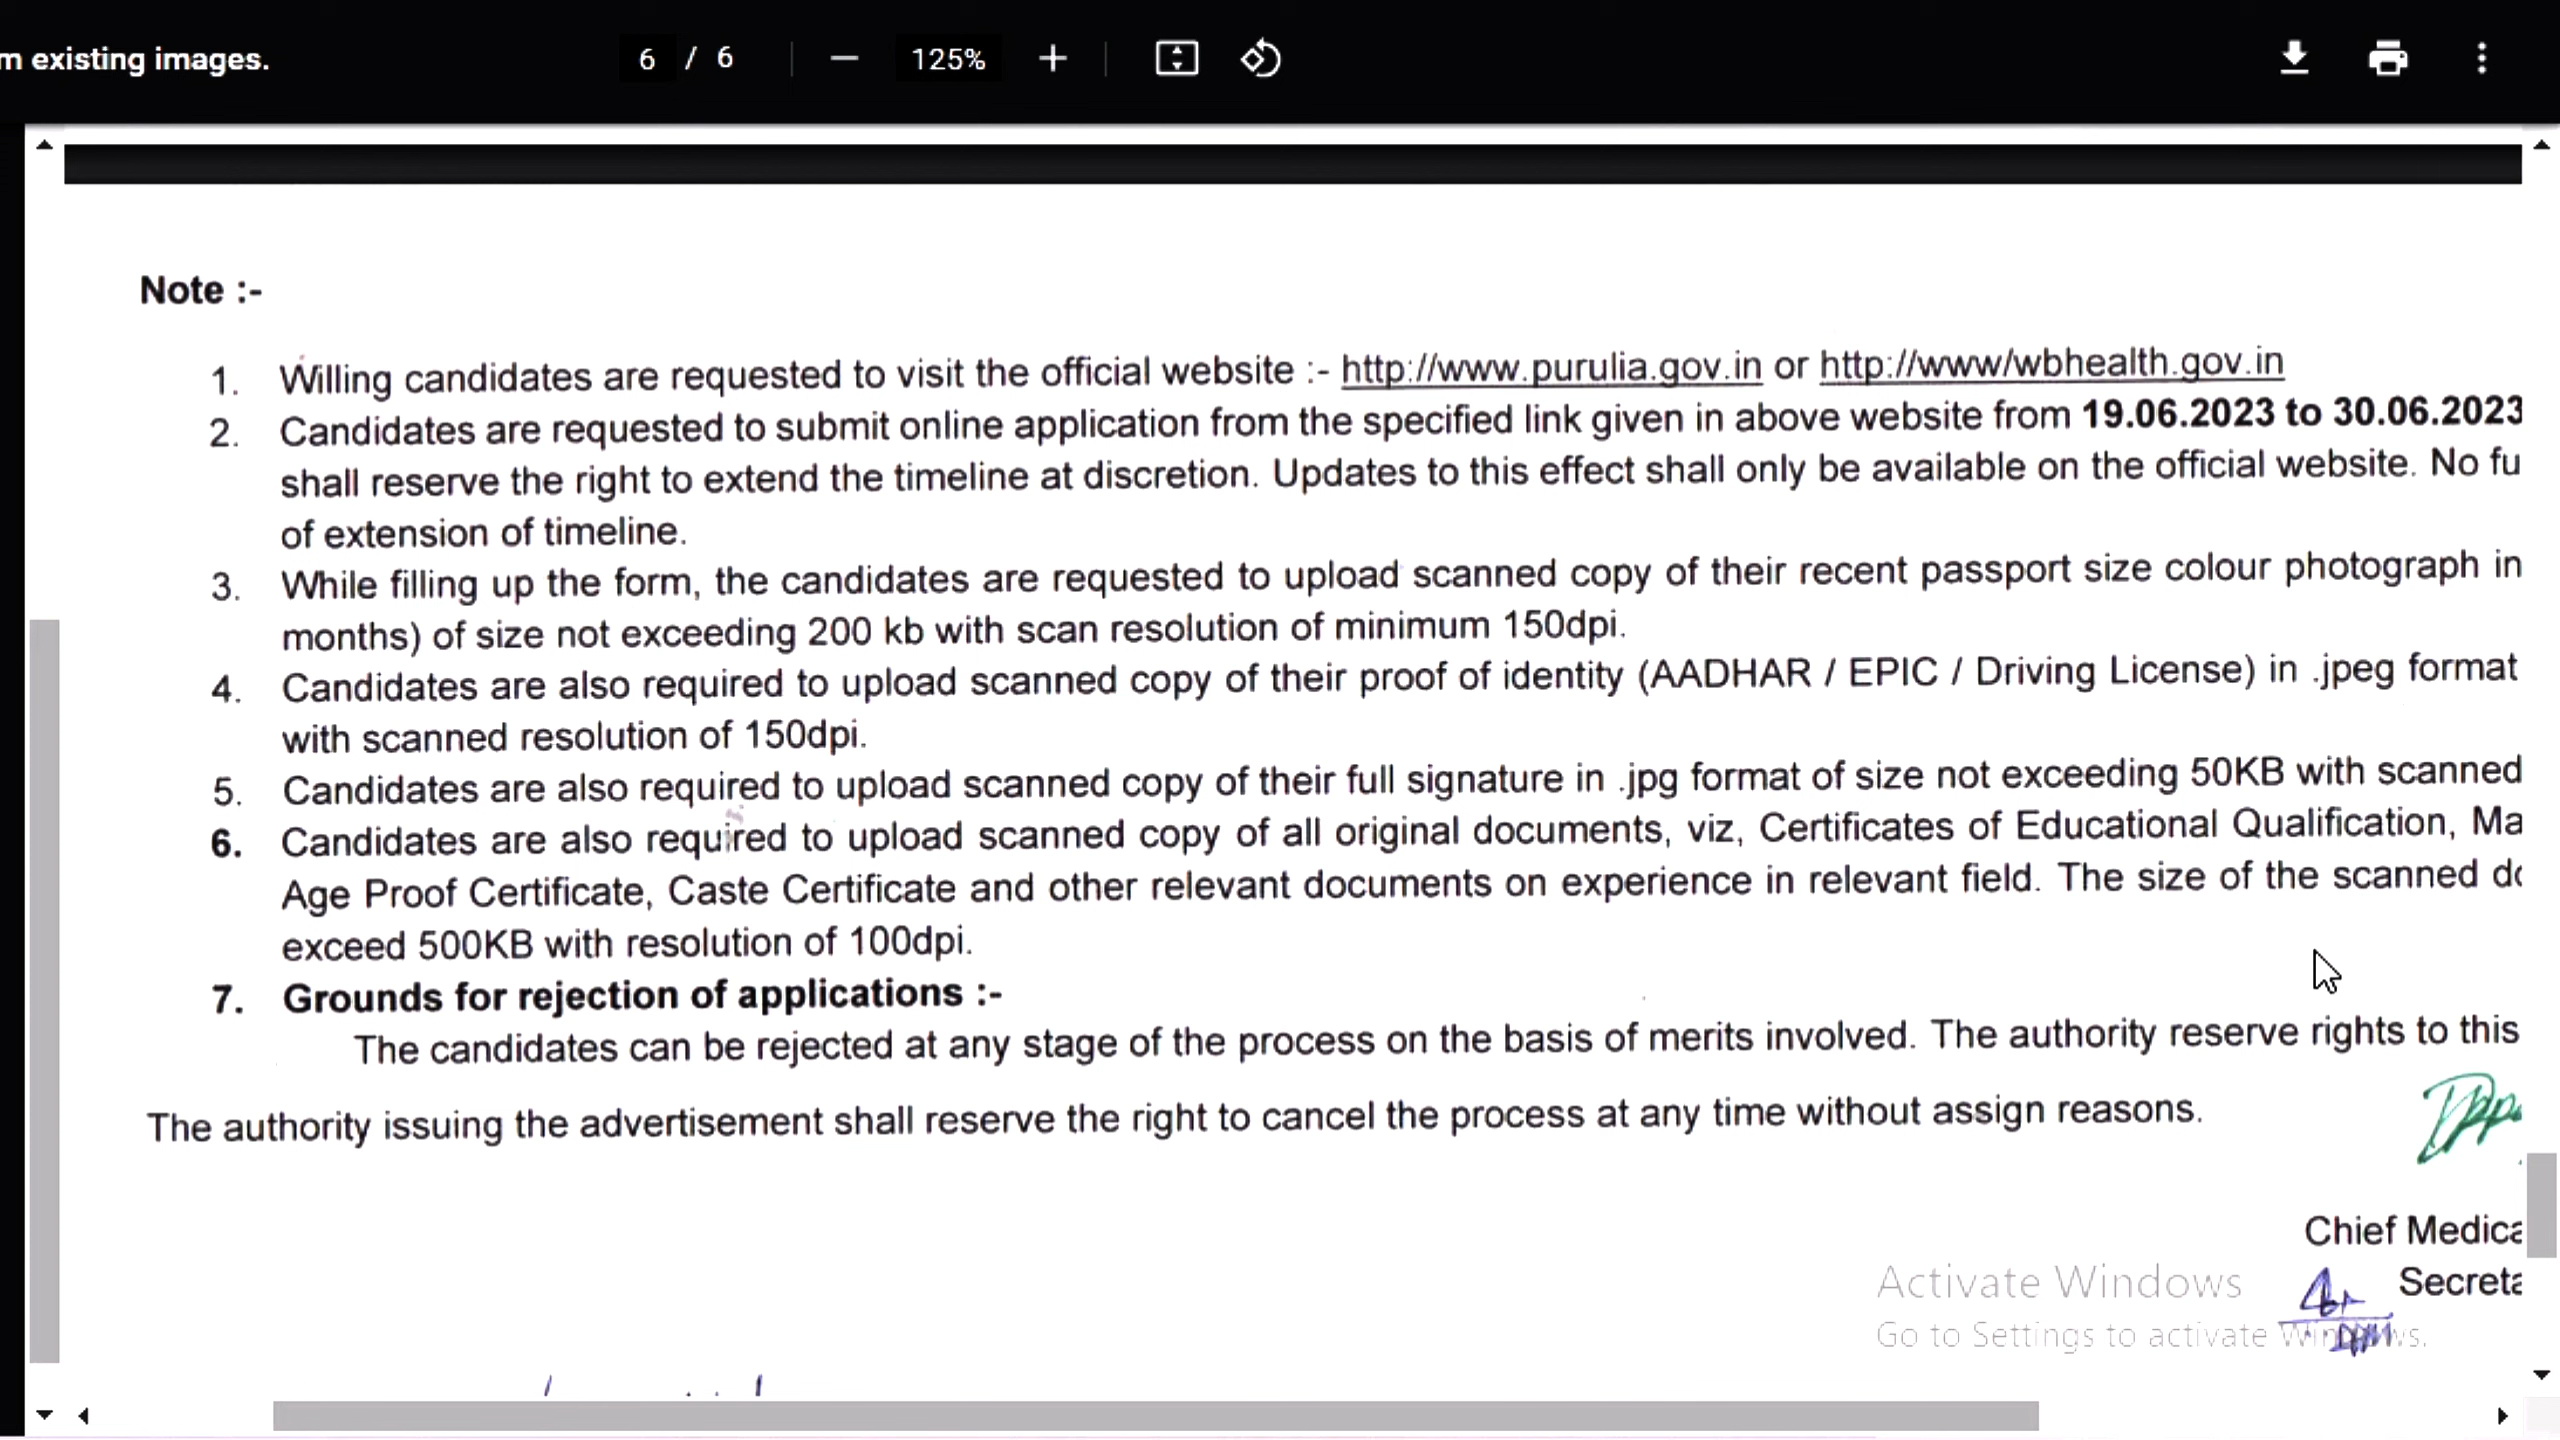 m existing images.
6 / 6
125%
Note :-
1. Willing candidates are requested to visit the official website :- http://www.purulia.gov.in or http://www/wbhealth.gov.in
2. Candidates are requested to submit online application from the specified link given in above website from 19.06.2023 to 30.06.2023
shall reserve the right to extend the timeline at discretion. Updates to this effect shall only be available on the official website. No fu
of extension of timeline.
3. While filling up the form, the candidates are requested to upload scanned copy of their recent passport size colour photograph in
months) of size not exceeding 200 kb with scan resolution of minimum 150dpi.
4. Candidates are also required to upload scanned copy of their proof of identity (AADHAR / EPIC / Driving License) in .jpeg format
with scanned resolution of 150dpi.
5. Candidates are also required to upload scanned copy of their full signature in .jpg format of size not exceeding 50KB with scanned
6. Candidates are also required to upload scanned copy of all original documents, viz, Certificates of Educational Qualification, Ma
Age Proof Certificate, Caste Certificate and other relevant documents on experience in relevant field. The size of the scanned do
exceed 500KB with resolution of 100dpi.
7. Grounds for rejection of applications :-
The candidates can be rejected at any stage of the process on the basis of merits involved. The authority reserve rights to this
The authority issuing the advertisement shall reserve the right to cancel the process at any time without assign reasons.
Chief Medica
Secreta
Activate Windows
Go to Settings to activate Windows.